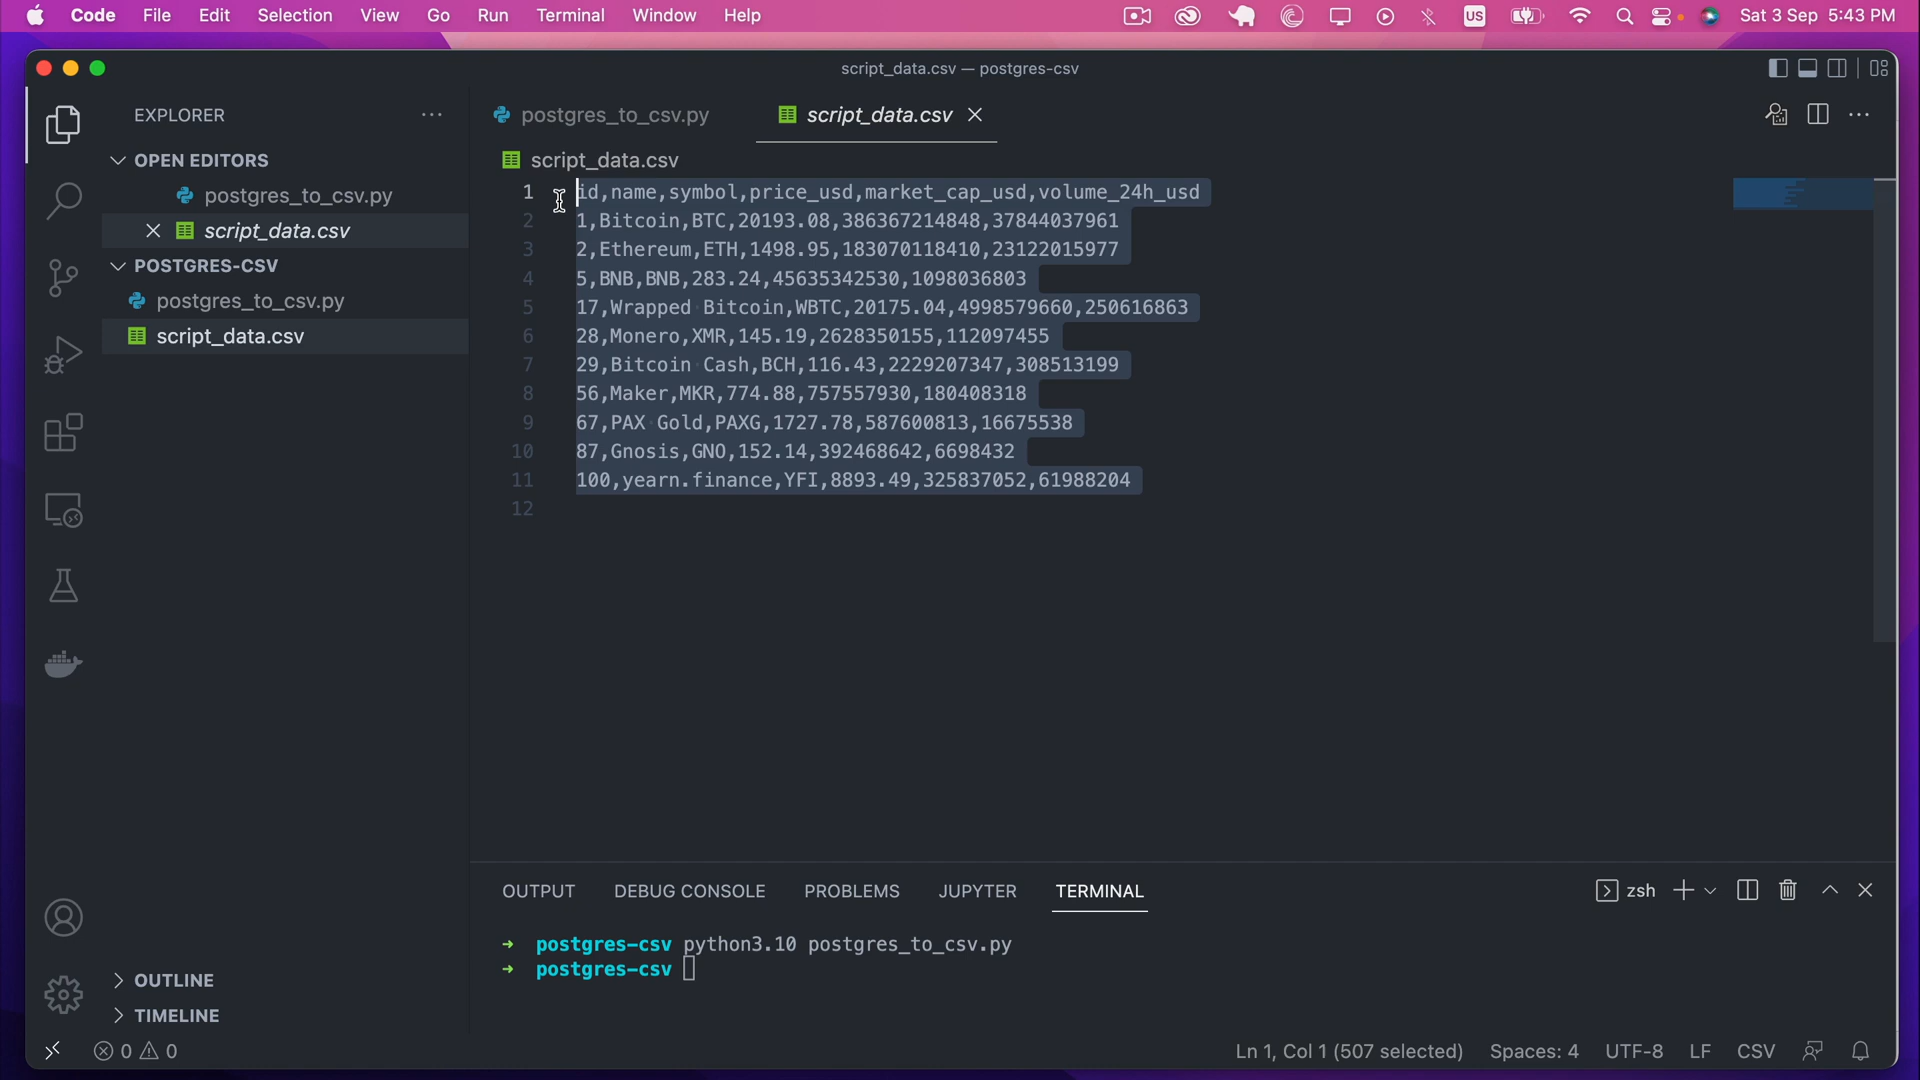 Code File Edit Selection View Go Run Terminal Window Help US Sat 3 Sep 5:43 PM
script_data.csv — postgres-csv
EXPLORER
OPEN EDITORS
postgres_to_csv.py
script_data.csv
POSTGRES-CSV
postgres_to_csv.py
script_data.csv
OUTLINE
TIMELINE
postgres_to_csv.py script_data.csv
script_data.csv
1 id,name,symbol,price_usd,market_cap_usd,volume_24h_usd
2 1,Bitcoin,BTC,20193.08,386367214848,37844037961
3 2,Ethereum,ETH,1498.95,183070118410,23122015977
4 5,BNB,BNB,283.24,45635342530,1098036803
5 17,Wrapped Bitcoin,WBTC,20175.04,4998579660,250616863
6 28,Monero,XMR,145.19,2628350155,112097455
7 29,Bitcoin Cash,BCH,116.43,2229207347,308513199
8 56,Maker,MKR,774.88,757557930,180408318
9 67,PAX Gold,PAXG,1727.78,587600813,16675538
10 87,Gnosis,GNO,152.14,392468642,6698432
11 100,yearn.finance,YFI,8893.49,325837052,61988204
12
OUTPUT DEBUG CONSOLE PROBLEMS JUPYTER TERMINAL zsh
➜ postgres-csv python3.10 postgres_to_csv.py
➜ postgres-csv
0 0 Ln 1, Col 1 (507 selected) Spaces: 4 UTF-8 LF CSV